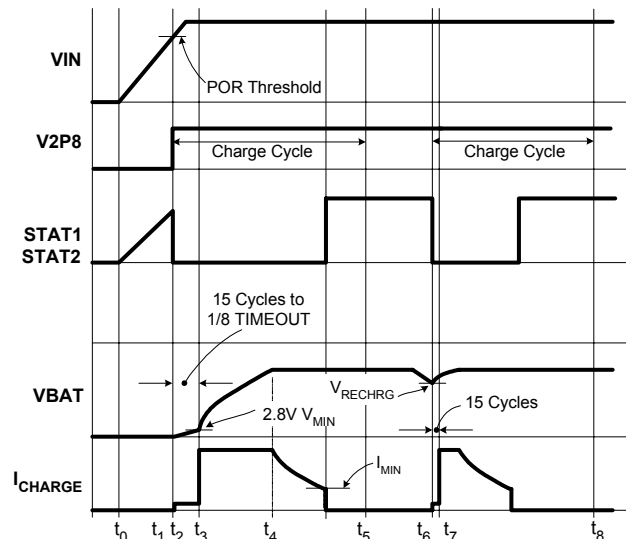 VIN
POR Threshold
V2P8
Charge Cycle
Charge Cycle
STAT1
STAT2
15 Cycles to
1/8 TIMEOUT
VBAT
VRECHRG
2.8V VMIN
15 Cycles
ICHARGE
IMIN
t0 t1 t2 t3 t4 t5 t6 t7 t8